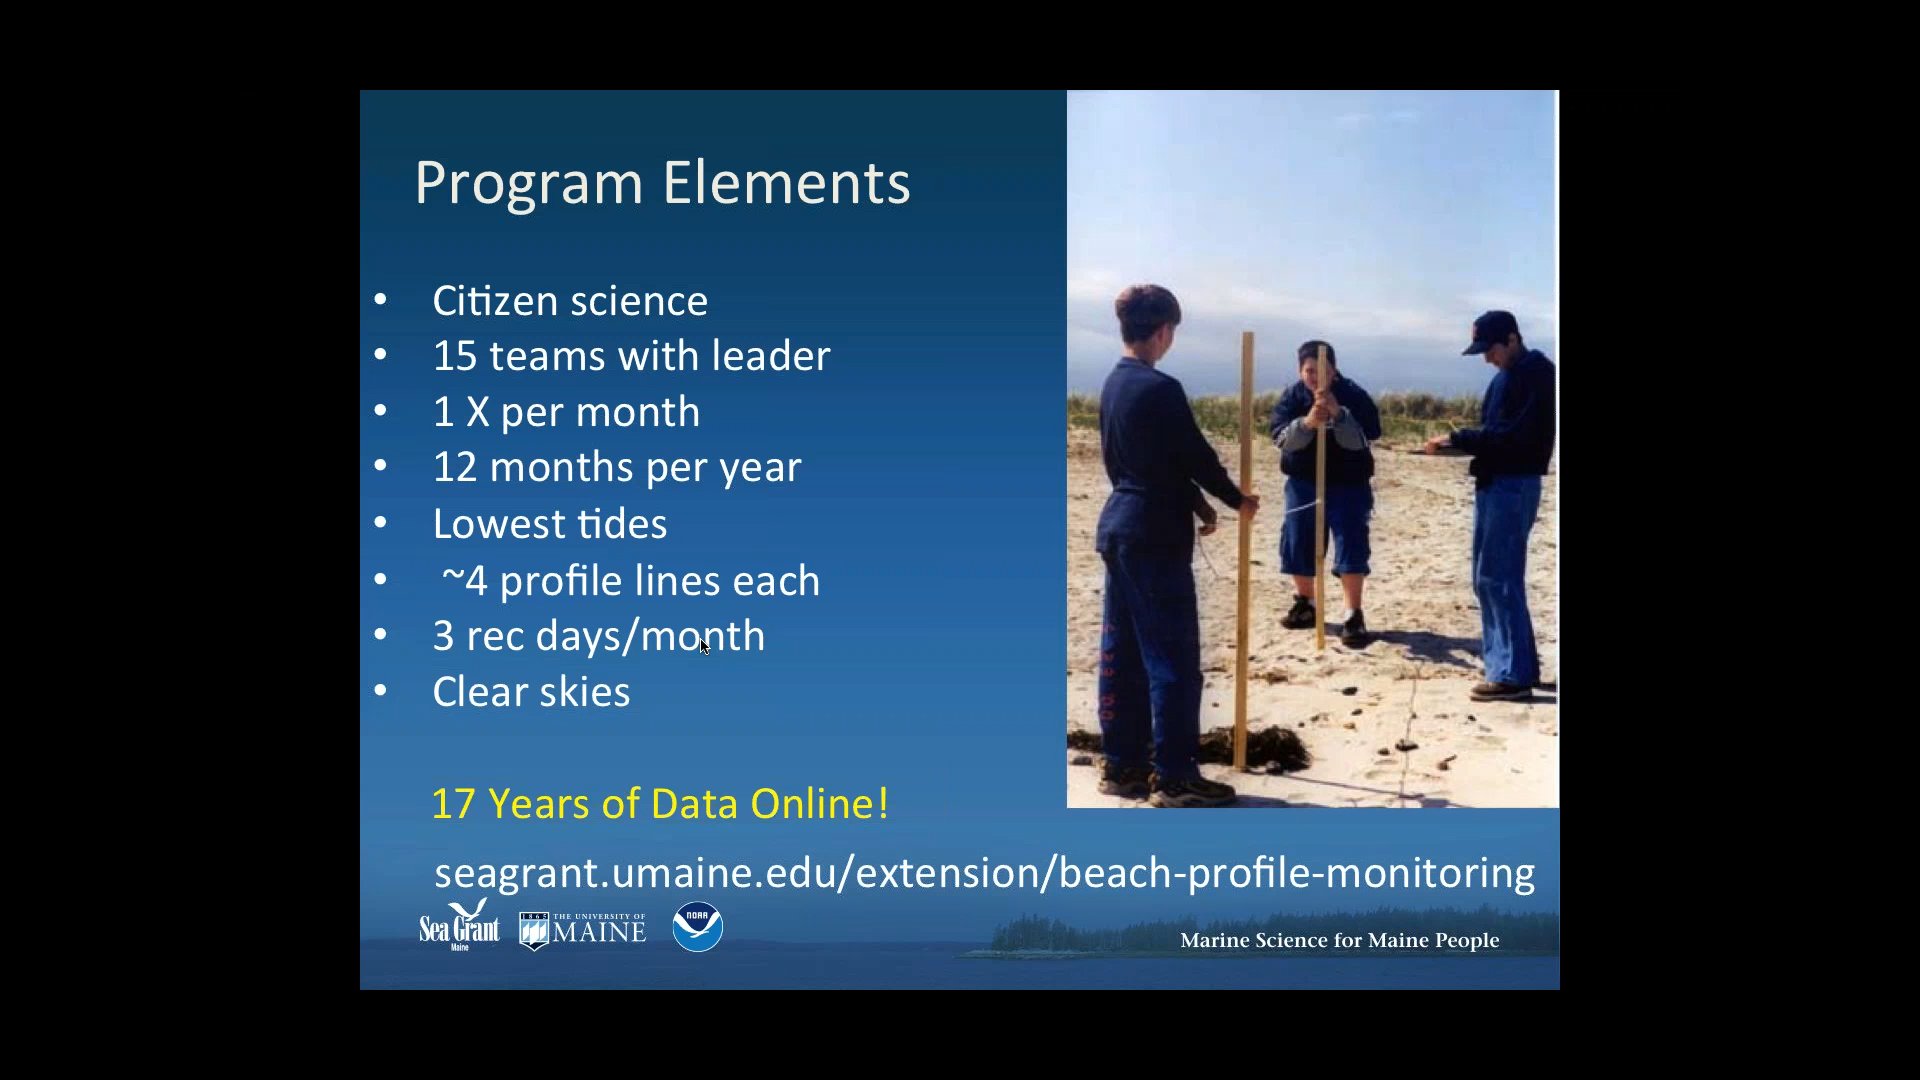 Program Elements
• Citizen science
• 15 teams with leader
• 1 X per month
• 12 months per year
• Lowest tides
• ~4 profile lines each
• 3 rec days/month
• Clear skies
17 Years of Data Online!
seagrant.umaine.edu/extension/beach-profile-monitoring
Sea Grant
Maine
1865
THE UNIVERSITY OF
MAINE
NOAA
Marine Science for Maine People